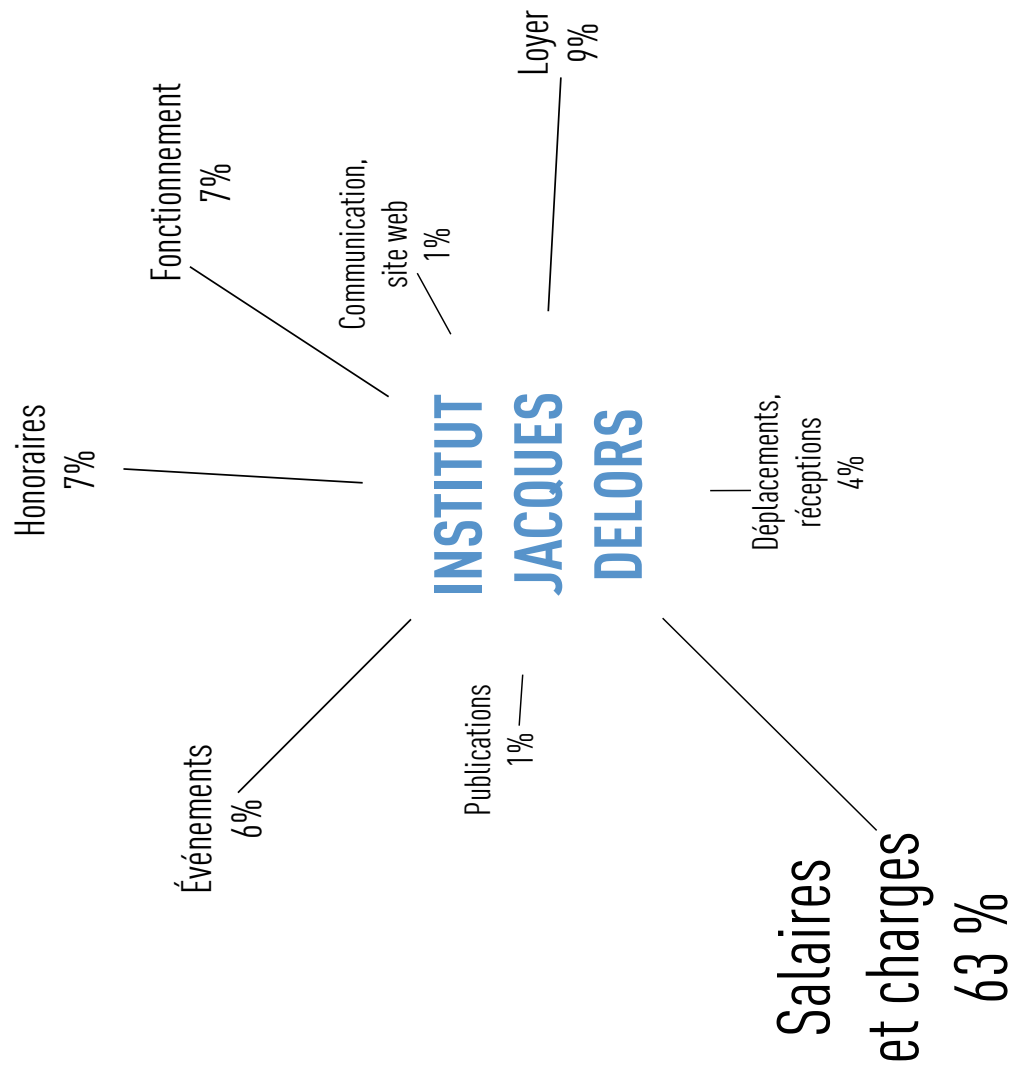 Événements
6%
Honoraires
7%
Fonctionnement
7%
Publications
1%
INSTITUT
JACQUES
DELORS
Communication,
site web
1%
Loyer
9%
Salaires
et charges
63 %
Déplacements,
réceptions
4%